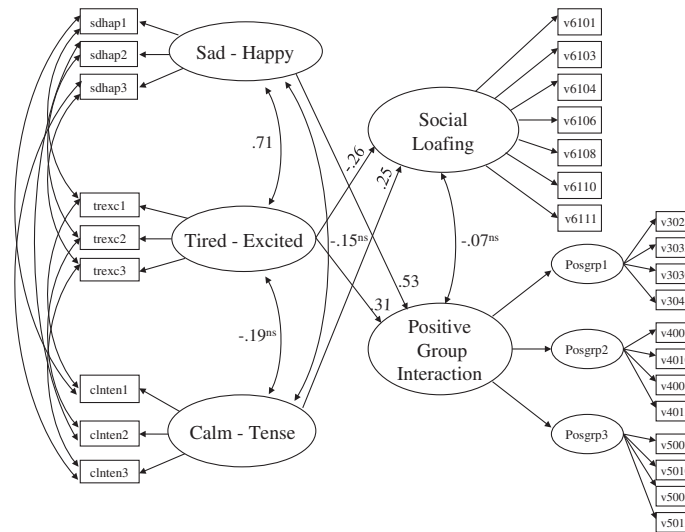 sdhap1
sdhap2
sdhap3
Sad - Happy
.71
trexc1
trexc2
trexc3
Tired - Excited
-.19ns
-.15ns
clnten1
clnten2
clnten3
Calm - Tense
-.26
.25
.53
.31
Social
Loafing
-.07ns
Positive
Group
Interaction
v6101
v6103
v6104
v6106
v6108
v6110
v6111
Posgrp1
Posgrp2
Posgrp3
v302
v303
v303
v304
v400
v401
v400
v401
v500
v501
v500
v501